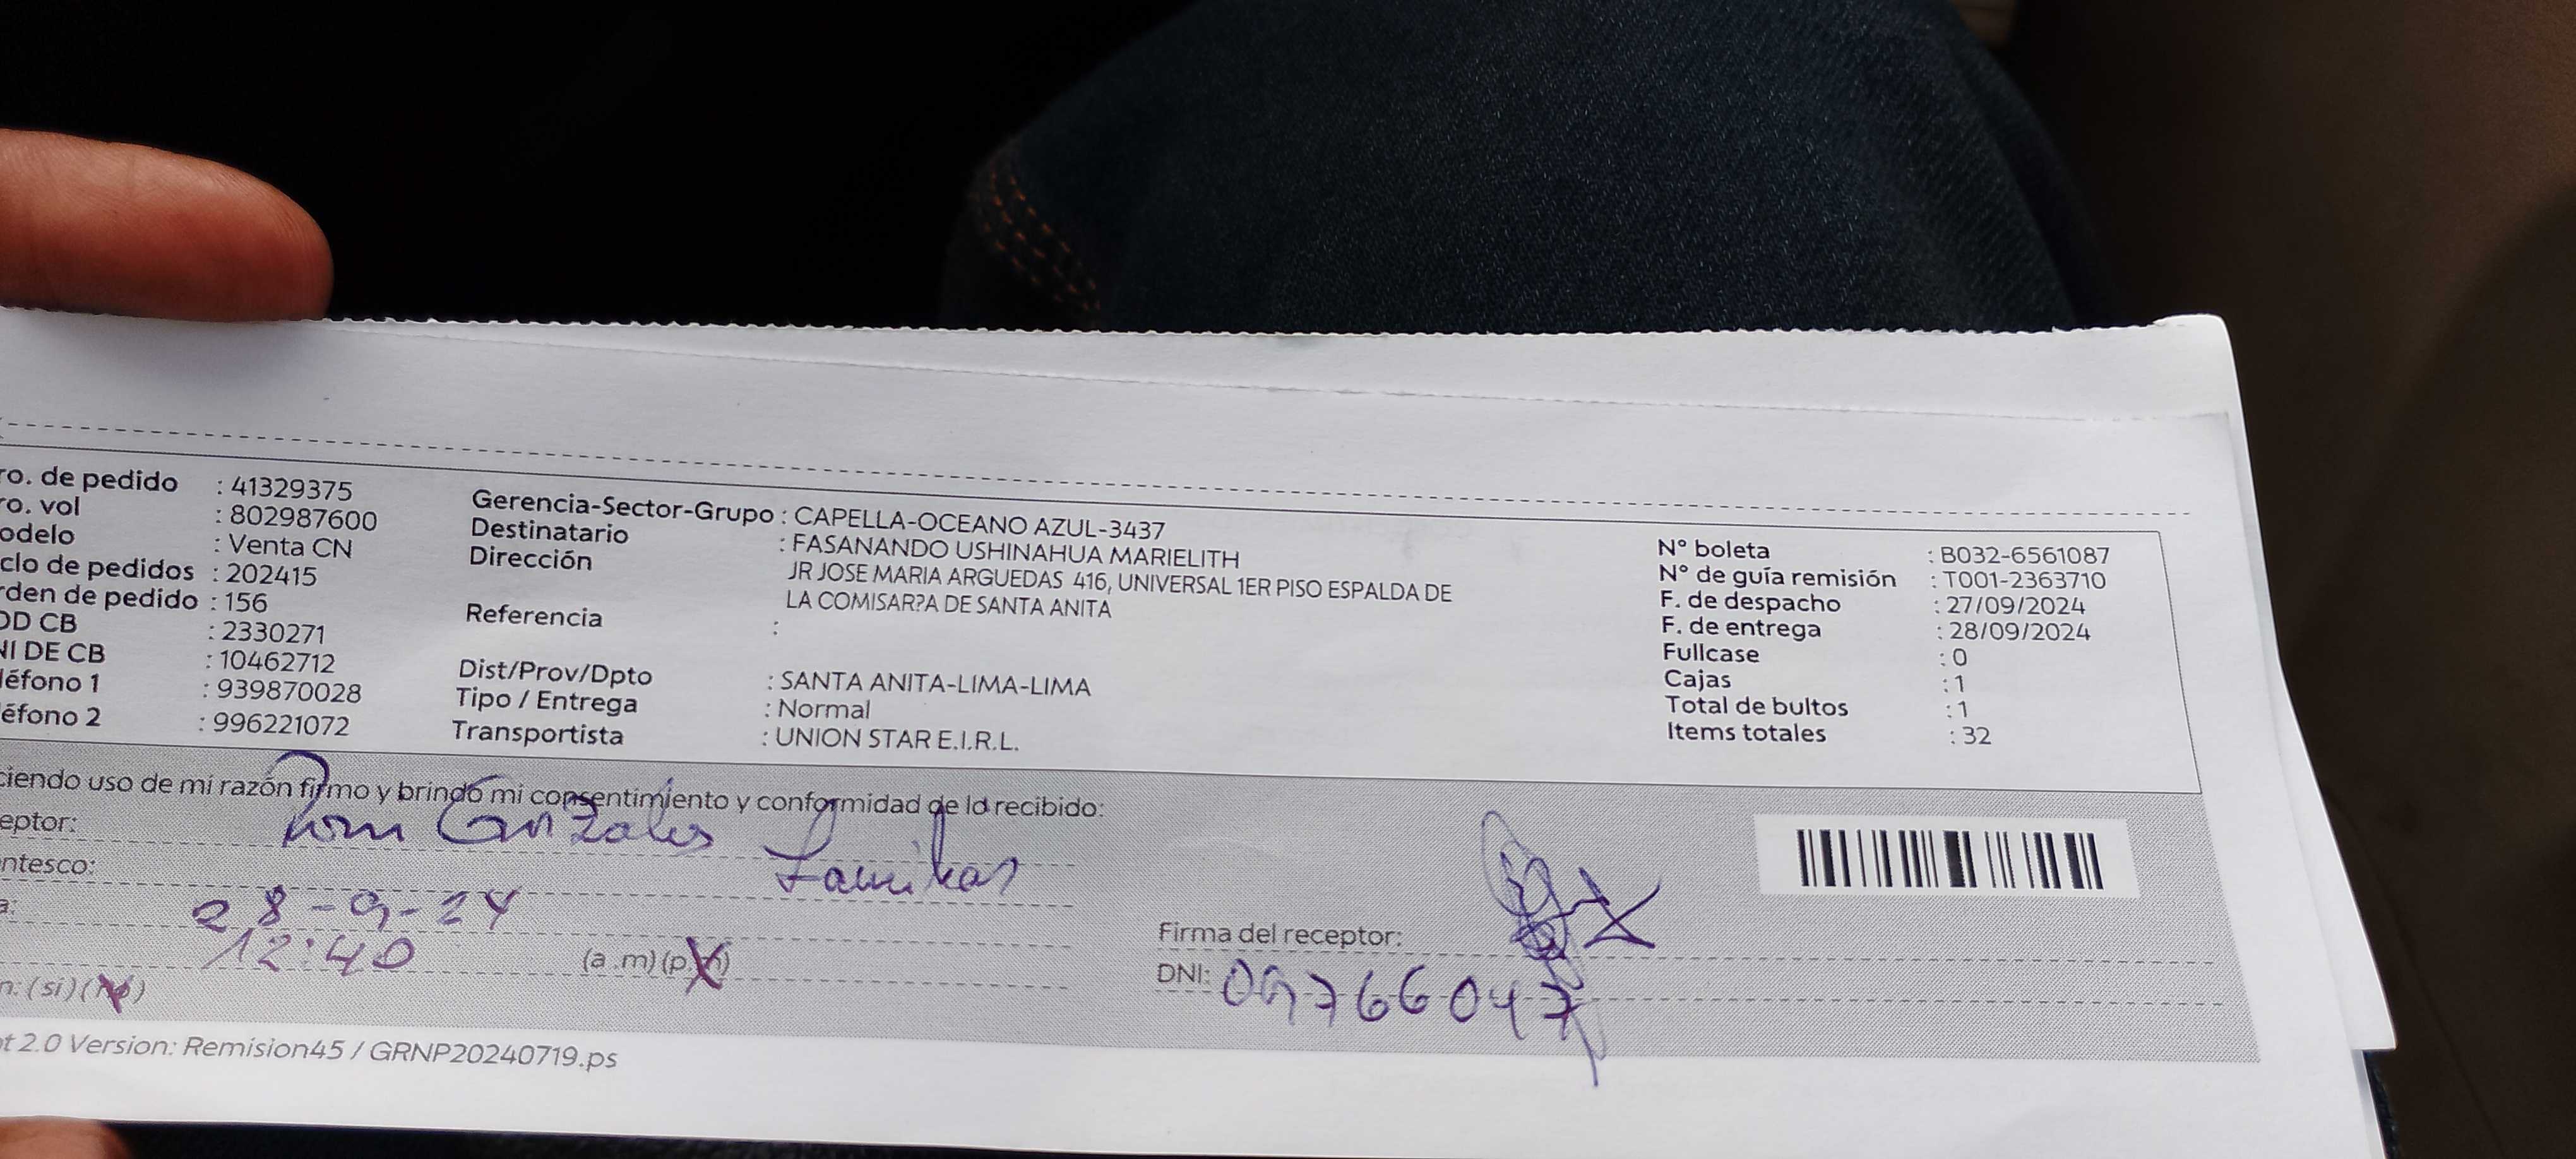 ro. de pedido : 41329375
ro. vol : 802987600
odelo : Venta CN
clo de pedidos : 202415
rden de pedido : 156
OD CB : 2330271
NI DE CB : 10462712
léfono 1 : 939870028
éfono 2 : 996221072
Gerencia-Sector-Grupo : CAPELLA-OCEANO AZUL-3437
Destinatario : FASANANDO USHINAHUA MARIELITH
Dirección JR JOSE MARIA ARGUEDAS 416, UNIVERSAL 1ER PISO ESPALDA DE
LA COMISAR?A DE SANTA ANITA
Referencia :
Dist/Prov/Dpto : SANTA ANITA-LIMA-LIMA
Tipo / Entrega : Normal
Transportista : UNION STAR E.I.R.L.
N° boleta : B032-6561087
N° de guía remisión : T001-2363710
F. de despacho : 27/09/2024
F. de entrega : 28/09/2024
Fullcase : 0
Cajas : 1
Total de bultos : 1
Items totales : 32
ciendo uso de mi razón firmo y brindo mi consentimiento y conformidad de lo recibido:
eptor: Gonzales
ntesco:
a: 28-9-24
12:40 (a.m)(p.m)
n: (si)(no)
Firma del receptor:
DNI: 09766047
t 2.0 Version: Remision45 / GRNP20240719.ps